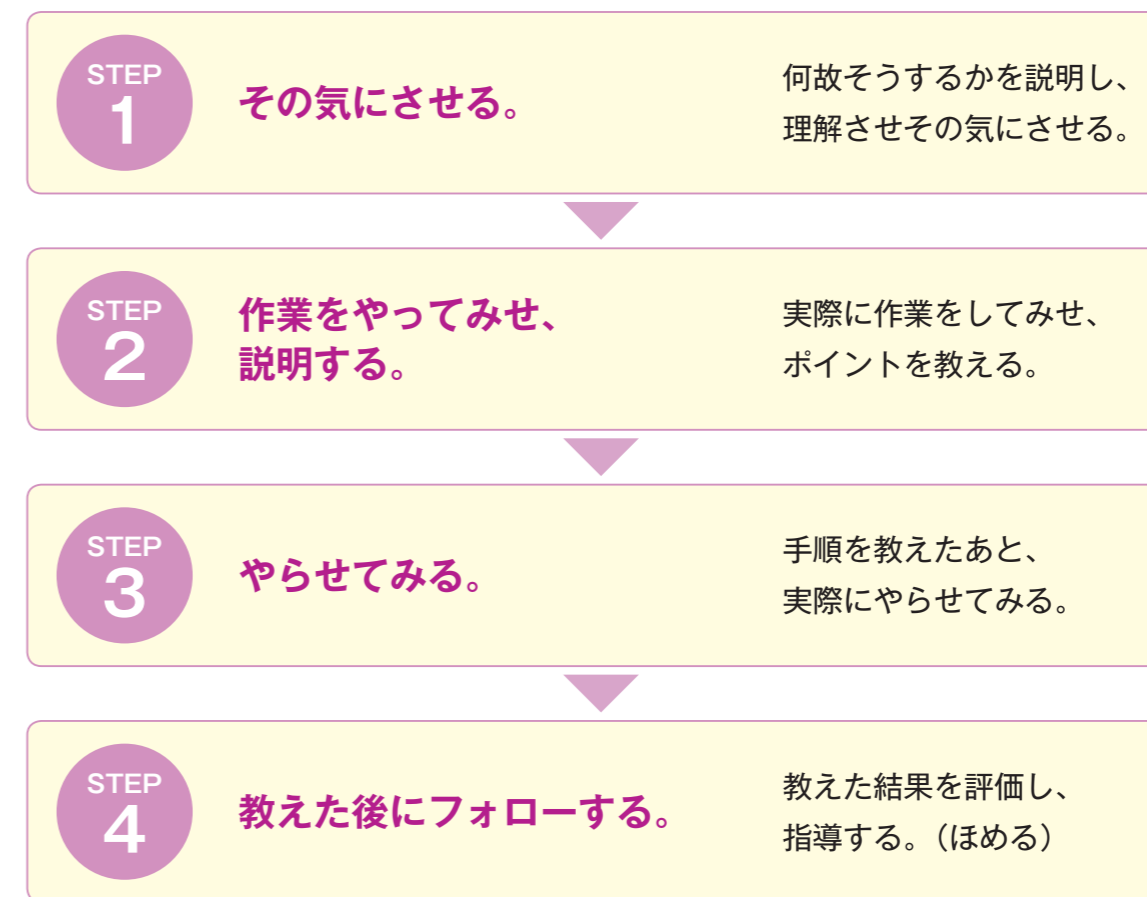 STEP
1
その気にさせる。
何故そうするかを説明し、
理解させその気にさせる。
STEP
2
作業をやってみせ、
説明する。
実際に作業をしてみせ、
ポイントを教える。
STEP
3
やらせてみる。
手順を教えたあと、
実際にやらせてみる。
STEP
4
教えた後にフォローする。
教えた結果を評価し、
指導する。（ほめる）